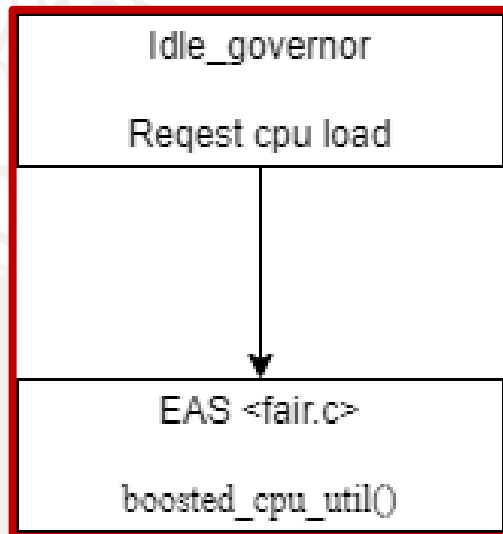 Idle_governor
Reqest cpu load
EAS <fair.c>
boosted_cpu_util()